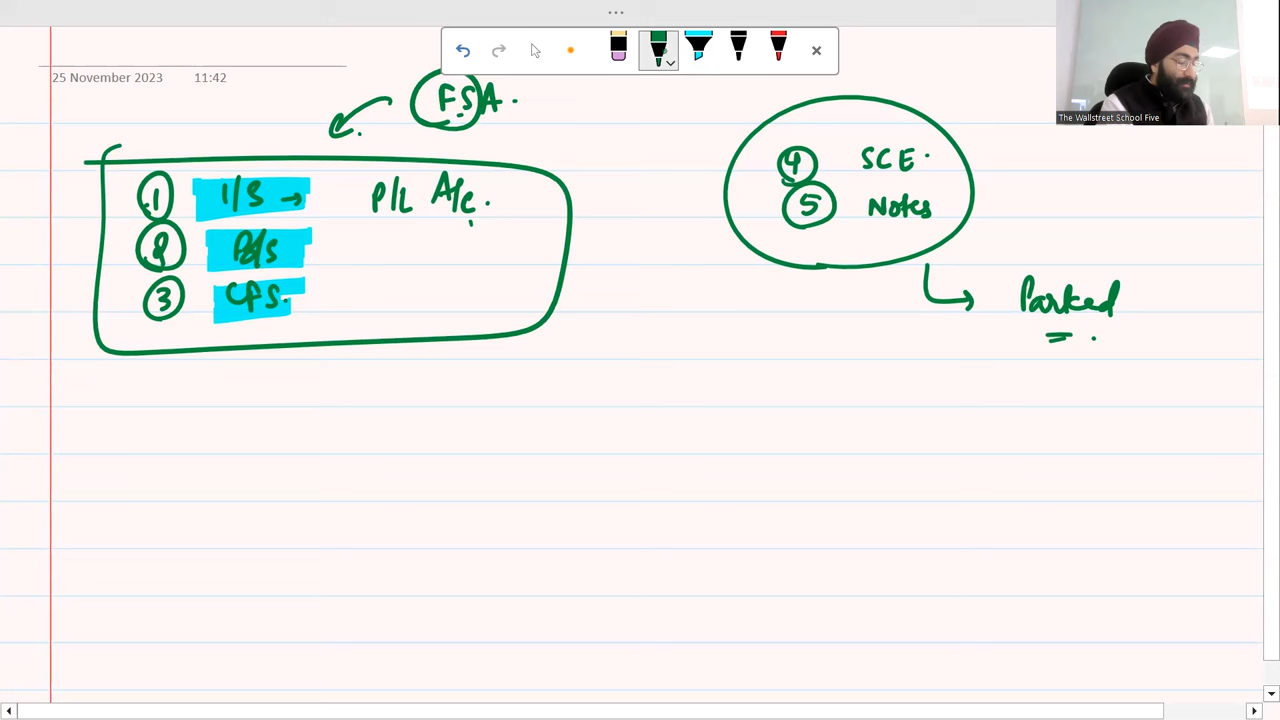 25 November 2023 11:42
FSA.
1 I/S → P/L A/c.
2 B/S
3 CFS.
4 SCE.
5 Notes
Parked
The Wallstreet School Five